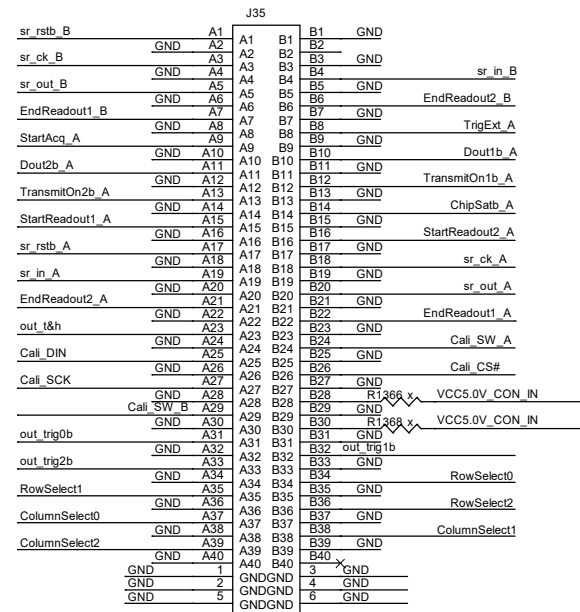 J35
sr_rstb_B A1 A1 B1 B1 GND
GND A2 A2 B2 B2
sr_ck_B A3 A3 B3 B3 GND
GND A4 A4 B4 B4 sr_in_B
sr_out_B A5 A5 B5 B5 GND
GND A6 A6 B6 B6 EndReadout2_B
EndReadout1_B A7 A7 B7 B7 GND
GND A8 A8 B8 B8 TrigExt_A
StartAcq_A A9 A9 B9 B9 GND
GND A10 A10 B10 B10 Dout1b_A
Dout2b_A A11 A11 B11 B11 GND
GND A12 A12 B12 B12 TransmitOn1b_A
TransmitOn2b_A A13 A13 B13 B13 GND
GND A14 A14 B14 B14 ChipSatb_A
StartReadout1_A A15 A15 B15 B15 GND
GND A16 A16 B16 B16 StartReadout2_A
sr_rstb_A A17 A17 B17 B17 GND
GND A18 A18 B18 B18 sr_ck_A
sr_in_A A19 A19 B19 B19 GND
GND A20 A20 B20 B20 sr_out_A
EndReadout2_A A21 A21 B21 B21 GND
GND A22 A22 B22 B22 EndReadout1_A
out_t&h A23 A23 B23 B23 GND
GND A24 A24 B24 B24 Cali_SW_A
Cali_DIN A25 A25 B25 B25 GND
GND A26 A26 B26 B26 Cali_CS#
Cali_SCK A27 A27 B27 B27 GND
GND A28 A28 B28 B28 R1366 x VCC5.0V_CON_IN
Cali_SW_B A29 A29 B29 B29 GND
GND A30 A30 B30 B30 R1368 x VCC5.0V_CON_IN
out_trig0b A31 A31 B31 B31 GND
GND A32 A32 B32 B32 out_trig1b
out_trig2b A33 A33 B33 B33 GND
GND A34 A34 B34 B34 RowSelect0
RowSelect1 A35 A35 B35 B35 GND
GND A36 A36 B36 B36 RowSelect2
ColumnSelect0 A37 A37 B37 B37 GND
GND A38 A38 B38 B38 ColumnSelect1
ColumnSelect2 A39 A39 B39 B39 GND
GND A40 A40 B40 B40
GND 1 GNDGND 3 GND
GND 2 GNDGND 4 GND
GND 5 GNDGND 6 GND